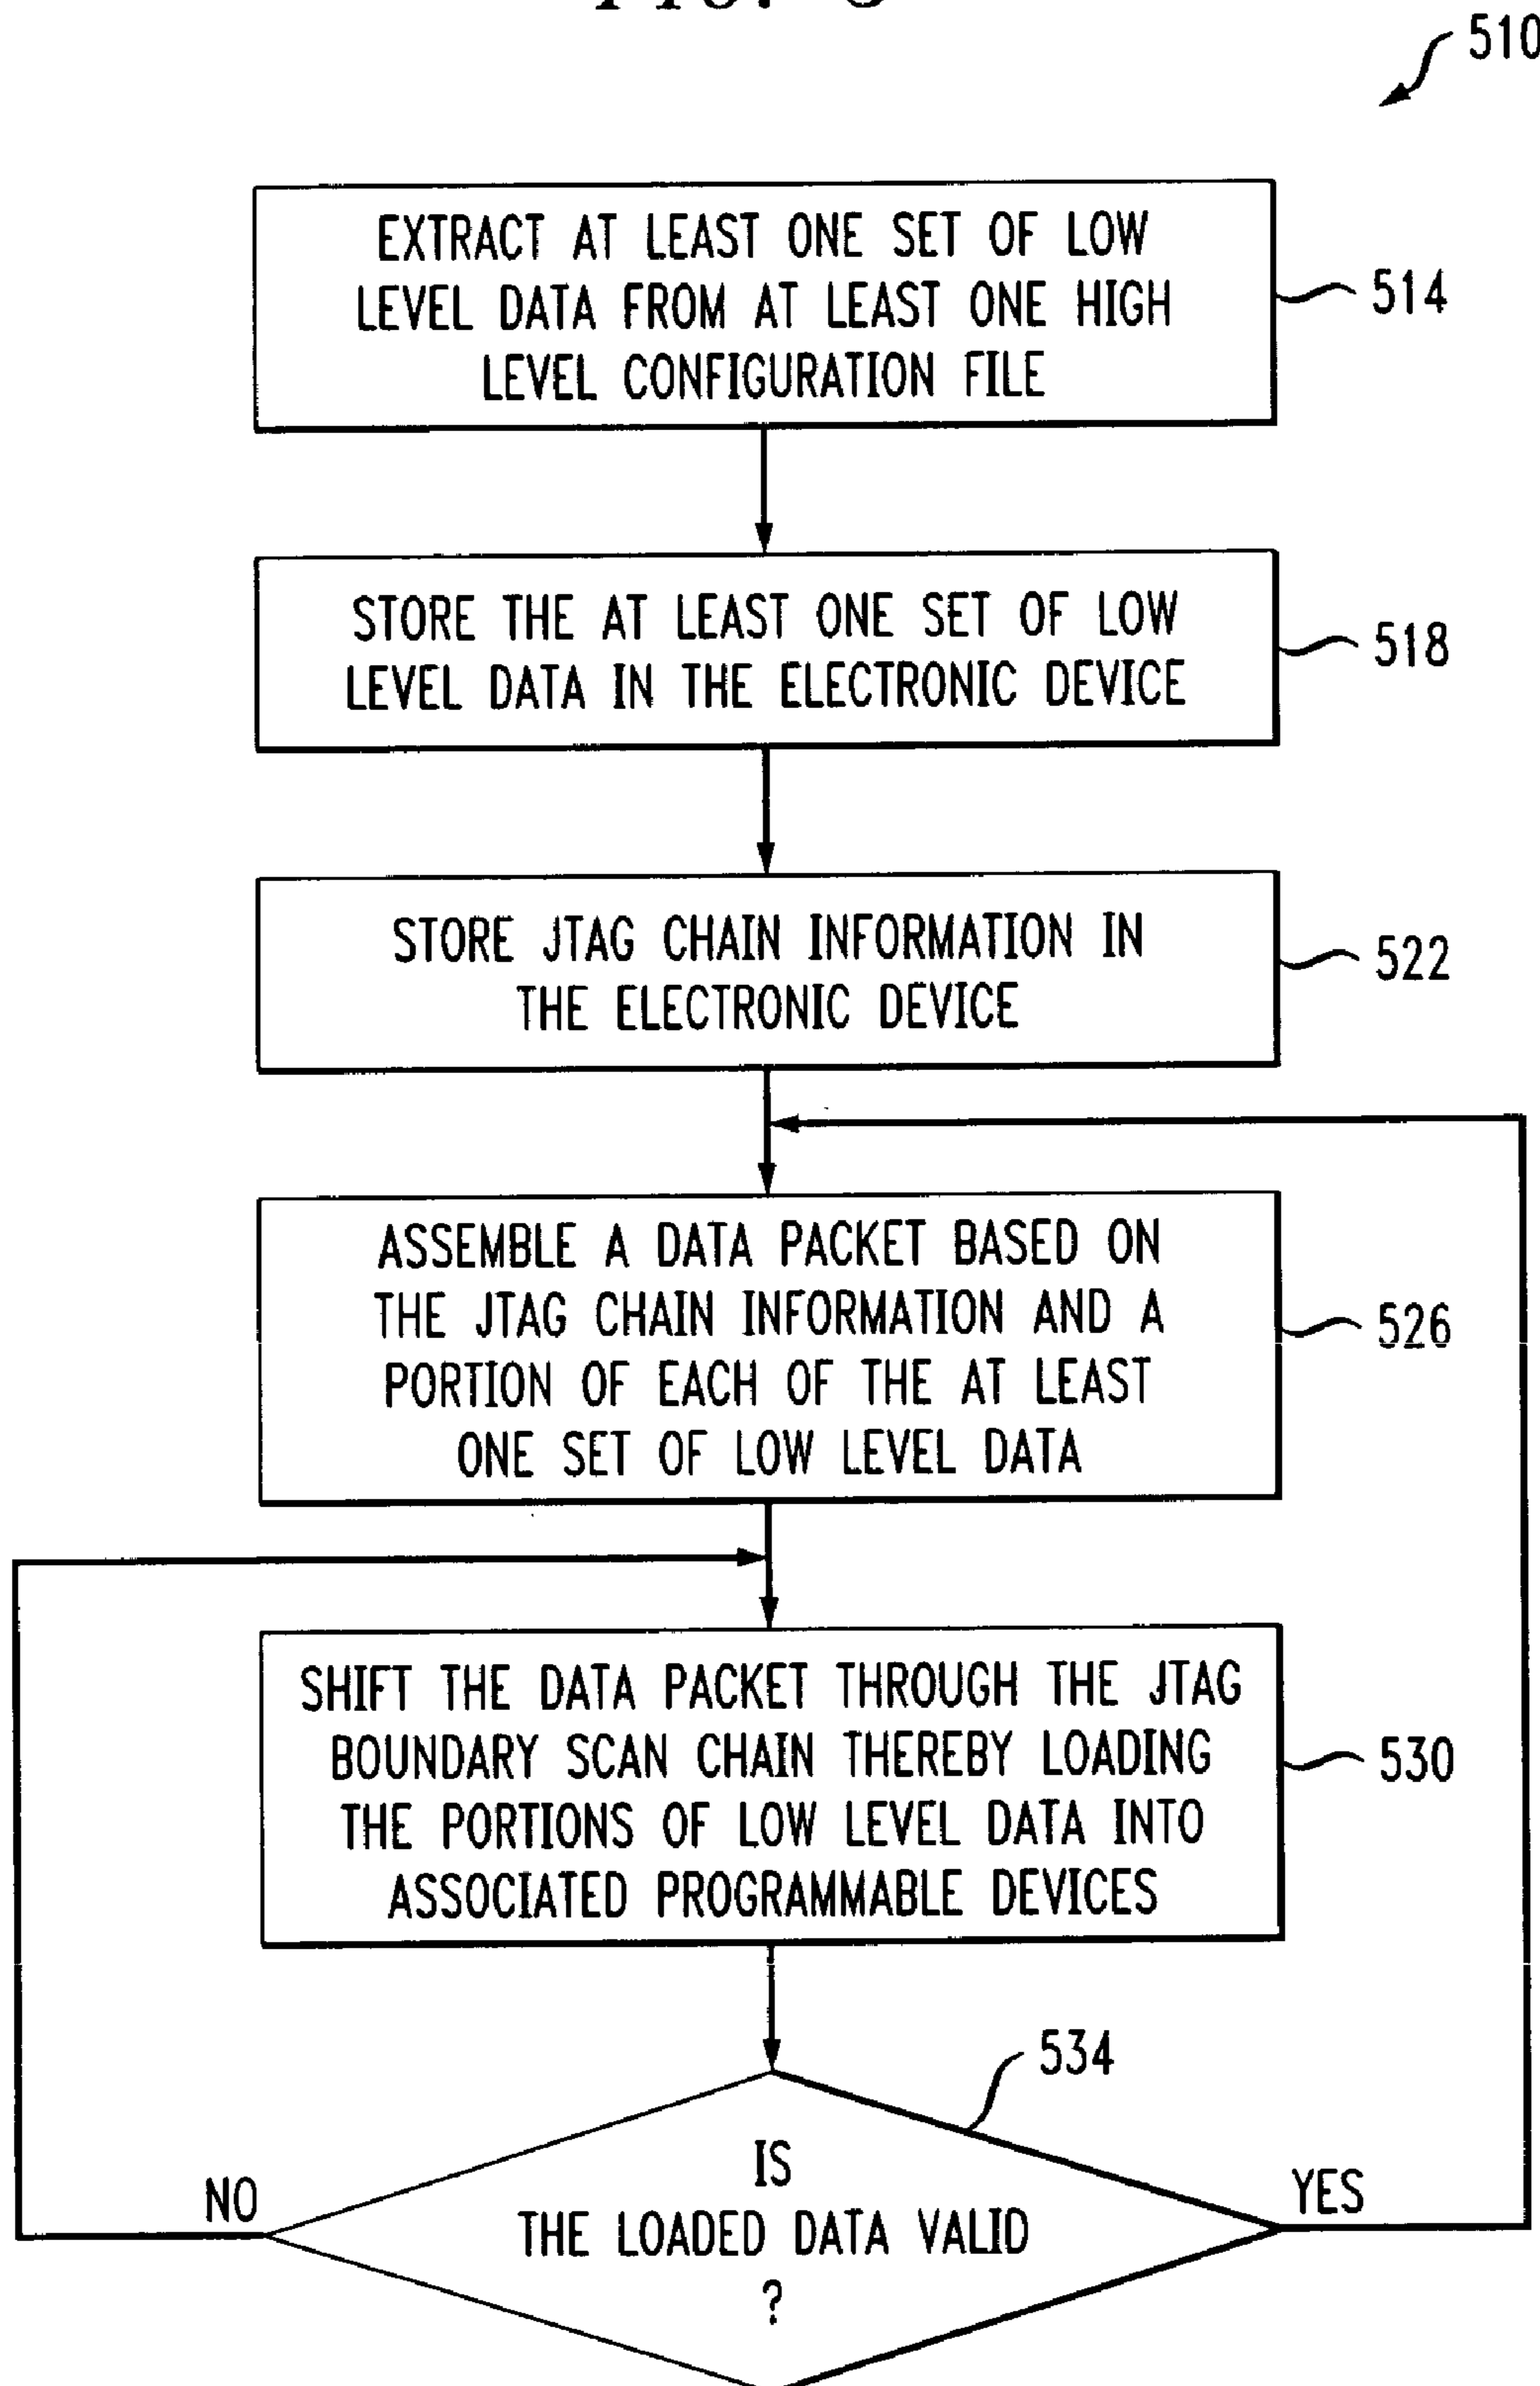 510
EXTRACT AT LEAST ONE SET OF LOW
LEVEL DATA FROM AT LEAST ONE HIGH
LEVEL CONFIGURATION FILE
514
STORE THE AT LEAST ONE SET OF LOW
LEVEL DATA IN THE ELECTRONIC DEVICE
518
STORE JTAG CHAIN INFORMATION IN
THE ELECTRONIC DEVICE
522
ASSEMBLE A DATA PACKET BASED ON
THE JTAG CHAIN INFORMATION AND A
PORTION OF EACH OF THE AT LEAST
ONE SET OF LOW LEVEL DATA
526
SHIFT THE DATA PACKET THROUGH THE JTAG
BOUNDARY SCAN CHAIN THEREBY LOADING
THE PORTIONS OF LOW LEVEL DATA INTO
ASSOCIATED PROGRAMMABLE DEVICES
530
534
IS
THE LOADED DATA VALID
?
NO
YES